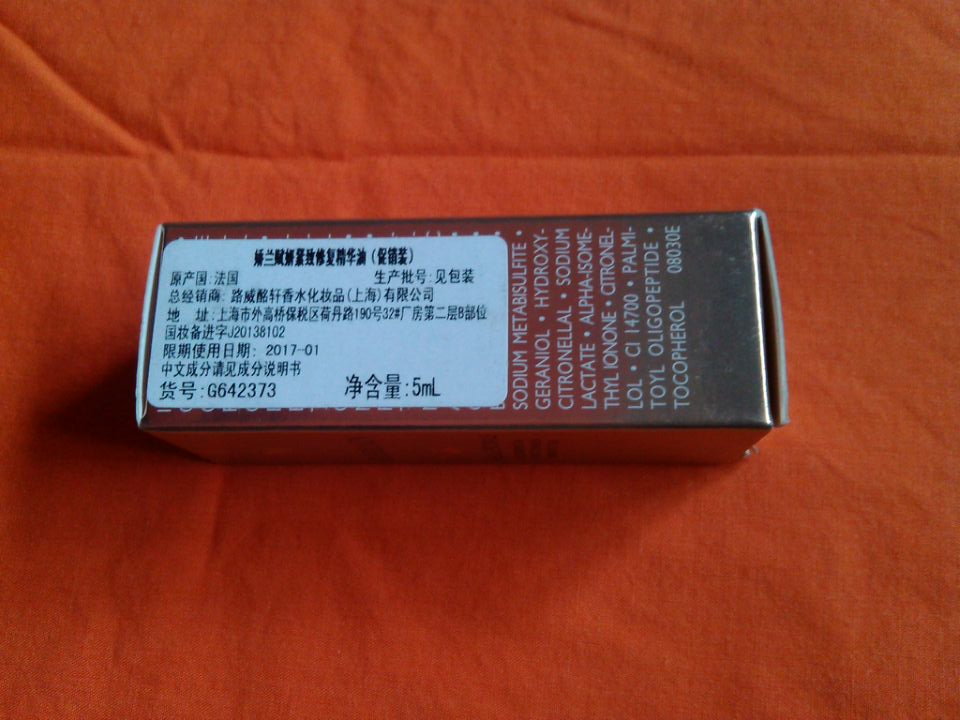 娇兰赋妍紧致修复精华油(促销装)
原产国:法国 生产批号:见包装
总经销商: 路威酩轩香水化妆品(上海)有限公司
地 址:上海市外高桥保税区荷丹路190号32#厂房第二层B部位
国妆备进字J20138102
限期使用日期: 2017-01
中文成分请见成分说明书
货号:G642373 净含量:5mL
SODIUM METABISULFITE •
GERANIOL • HYDROXY-
CITRONELLAL • SODIUM
LACTATE • ALPHA-ISOME-
THYL IONONE • CITRONEL-
LOL • CI 14700 • PALMI-
TOYL OLIGOPEPTIDE •
TOCOPHEROL 08030E